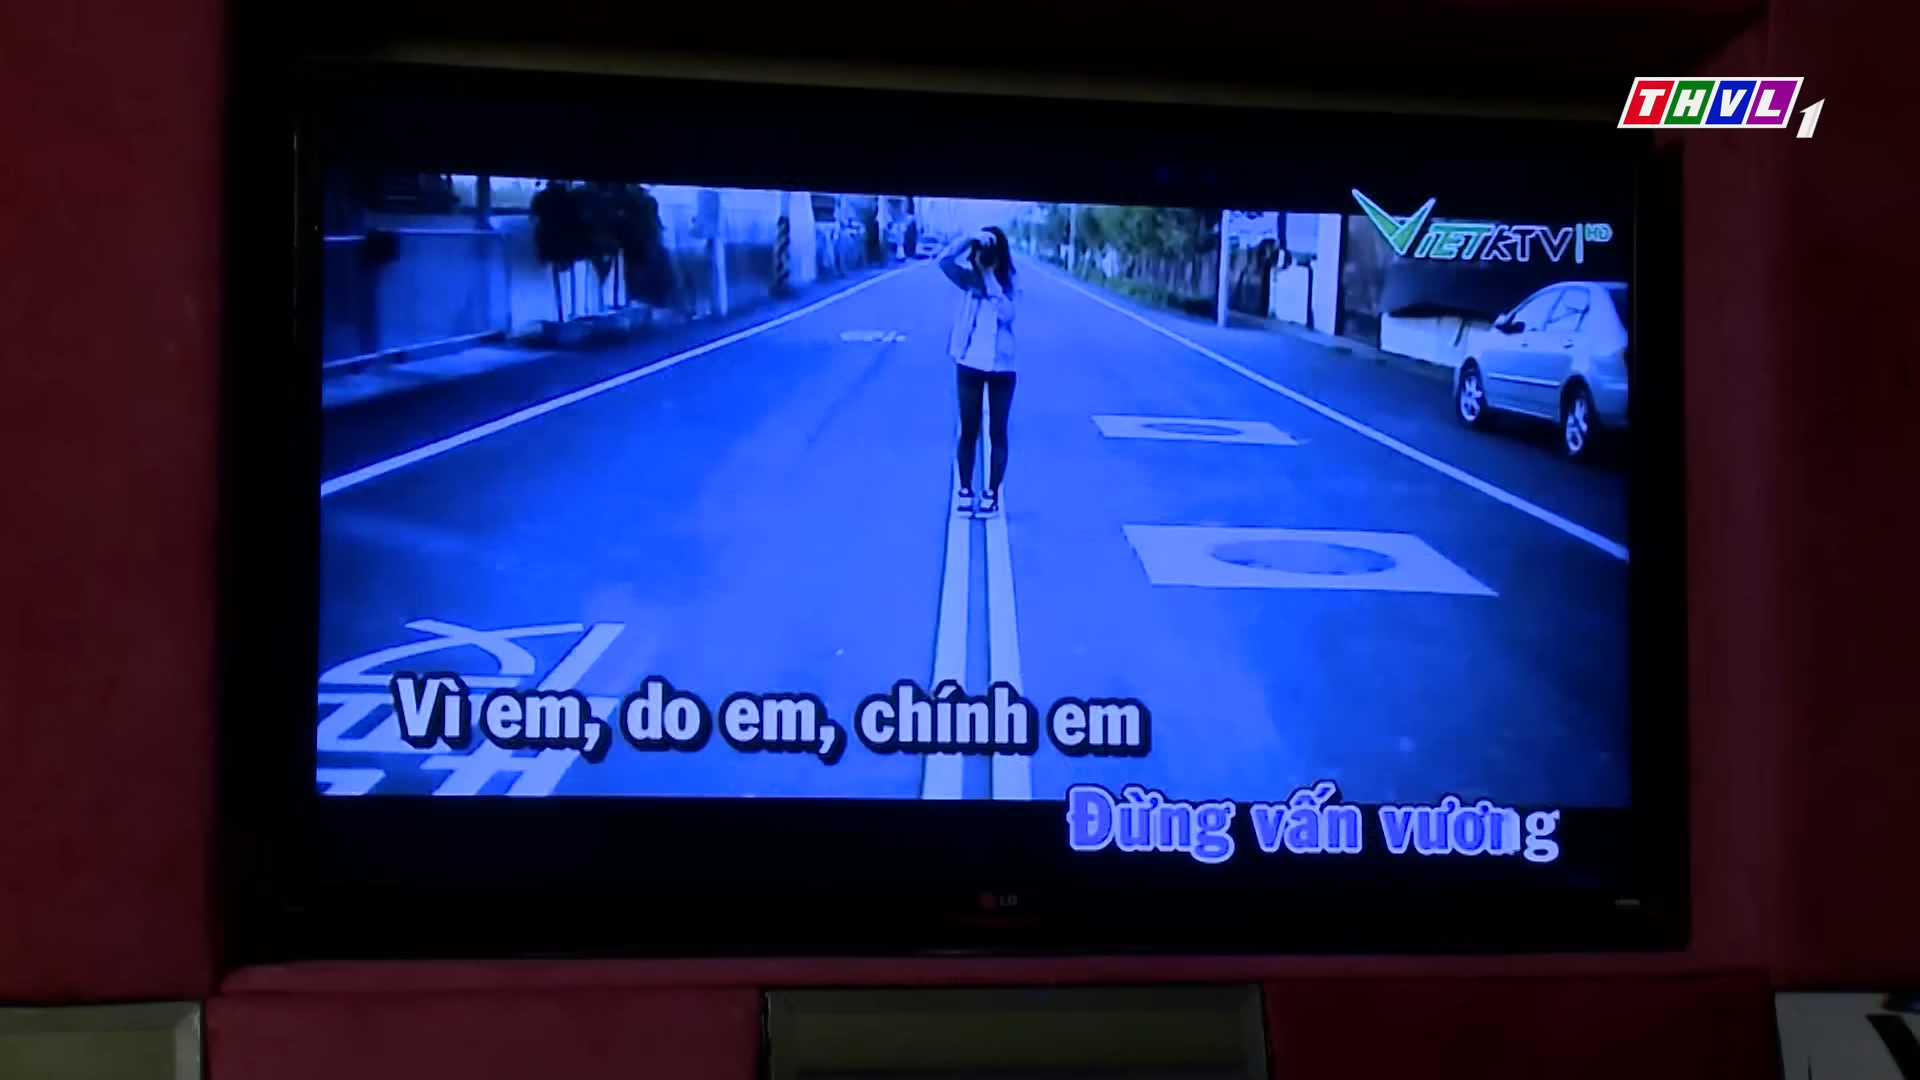 THVL1
VIETKTV HD
Vì em, do em, chính em
Đừng vấn vương
LG